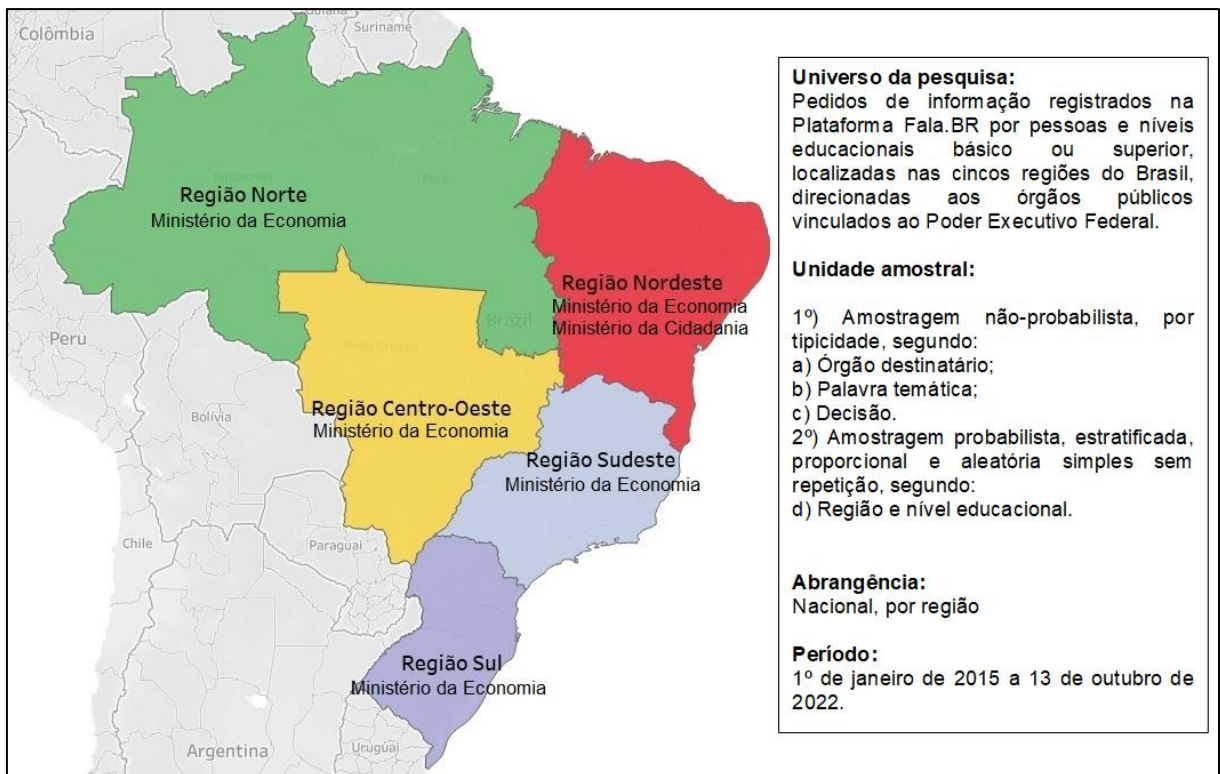 Colômbia
Guiana
Suriname
Região Norte
Ministério da Economia
Pará
Região Nordeste
Ministério da Economia
Ministério da Cidadania
Brazil
Peru
Mato Grosso
Bolívia
Região Centro-Oeste
Ministério da Economia
Região Sudeste
Ministério da Economia
Chile
Paraguai
Região Sul
Ministério da Economia
Argentina
Uruguai
Universo da pesquisa:
Pedidos de informação registrados na
Plataforma Fala.BR por pessoas e níveis
educacionais básico ou superior,
localizadas nas cincos regiões do Brasil,
direcionadas aos órgãos públicos
vinculados ao Poder Executivo Federal.
Unidade amostral:
1º) Amostragem não-probabilista, por
tipicidade, segundo:
a) Órgão destinatário;
b) Palavra temática;
c) Decisão.
2º) Amostragem probabilista, estratificada,
proporcional e aleatória simples sem
repetição, segundo:
d) Região e nível educacional.
Abrangência:
Nacional, por região
Período:
1º de janeiro de 2015 a 13 de outubro de
2022.